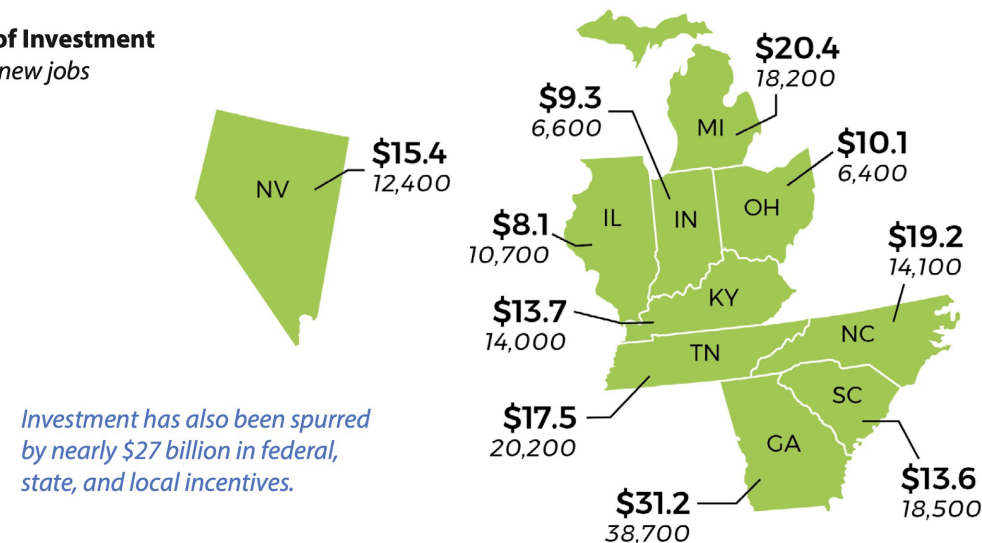 of Investment
new jobs
NV
$15.4
12,400
MI
$20.4
18,200
$9.3
6,600
IN
$10.1
6,400
OH
IL
$8.1
10,700
KY
$13.7
14,000
$19.2
14,100
NC
TN
$17.5
20,200
SC
$13.6
18,500
GA
$31.2
38,700
Investment has also been spurred
by nearly $27 billion in federal,
state, and local incentives.